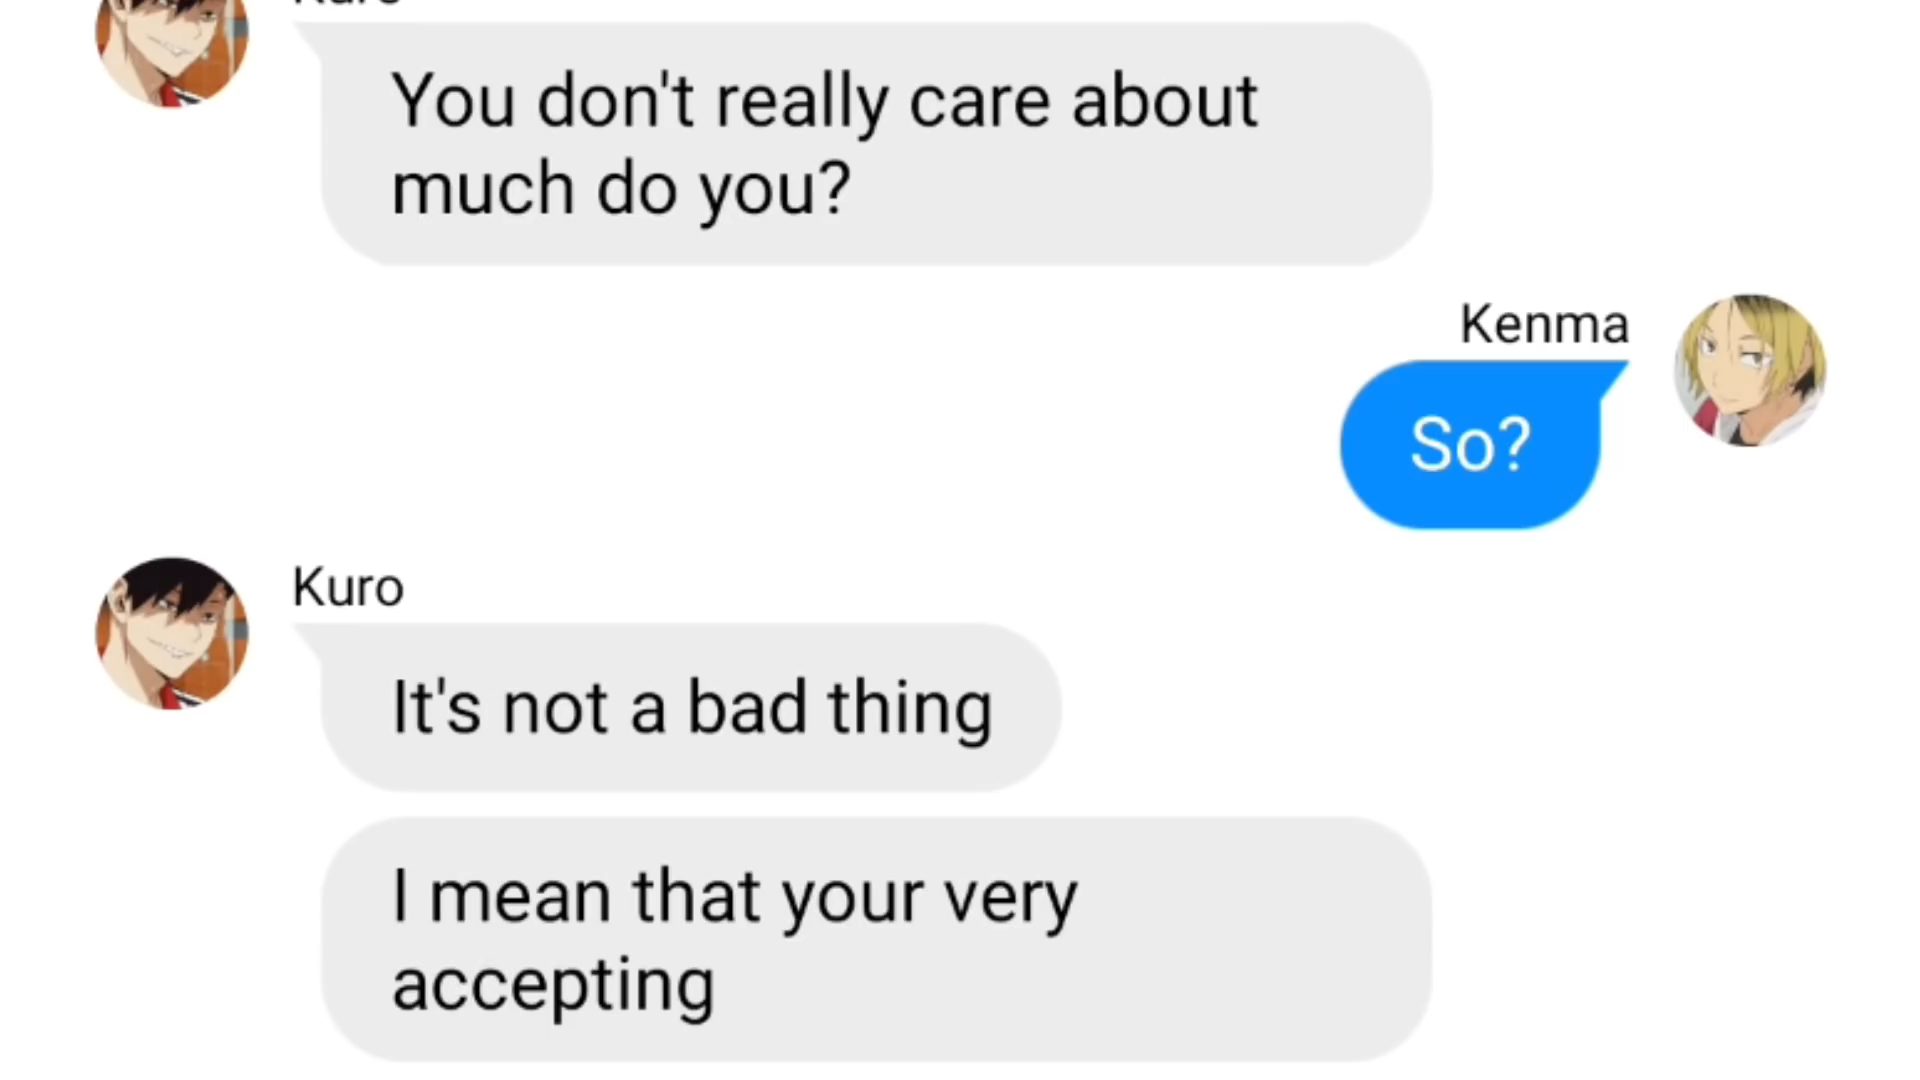 You don't really care about
much do you?
Kenma
So?
Kuro
It's not a bad thing
I mean that your very
accepting